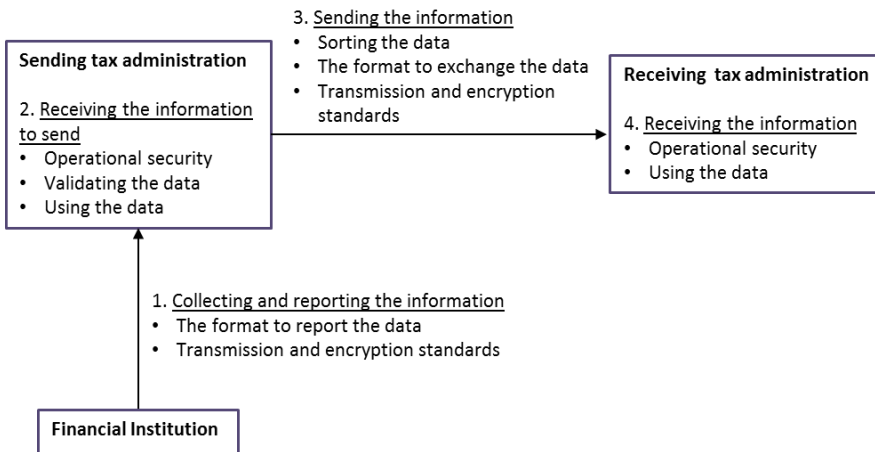 3. Sending the information
• Sorting the data
• The format to exchange the data
• Transmission and encryption
standards
Sending tax administration
2. Receiving the information
to send
• Operational security
• Validating the data
• Using the data
Receiving tax administration
4. Receiving the information
• Operational security
• Using the data
1. Collecting and reporting the information
• The format to report the data
• Transmission and encryption standards
Financial Institution